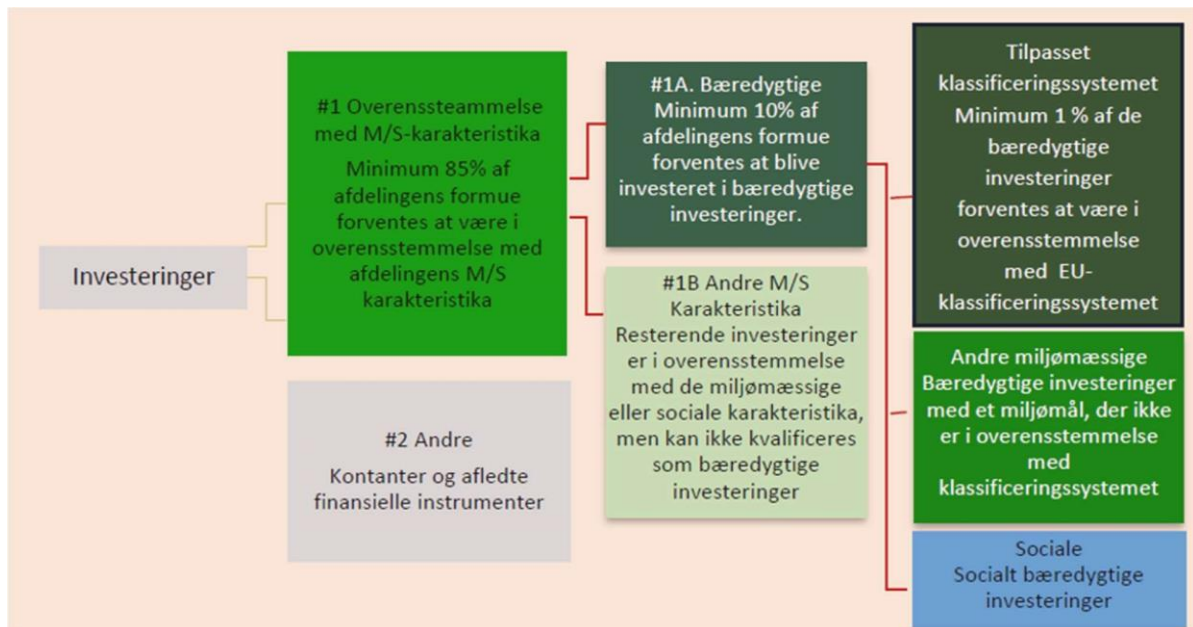 Investeringer
#1 Overenssteammelse
med M/S-karakteristika
Minimum 85% af
afdelingens formue
forventes at være i
overensstemmelse med
afdelingens M/S
karakteristika
#2 Andre
Kontanter og afledte
finansielle instrumenter
#1A. Bæredygtige
Minimum 10% af
afdelingens formue
forventes at blive
investeret i bæredygtige
investeringer.
#1B Andre M/S
Karakteristika
Resterende investeringer
er i overensstemmelse
med de miljømæssige
eller sociale karakteristika,
men kan ikke kvalificeres
som bæredygtige
investeringer
Tilpasset
klassificeringssystemet
Minimum 1 % af de
bæredygtige
investeringer
forventes at være i
overensstemmelse
med EU-
klassificeringssystemet
Andre miljømæssige
Bæredygtige investeringer
med et miljømål, der ikke
er i overensstemmelse
med
klassificeringssystemet
Sociale
Socialt bæredygtige
investeringer